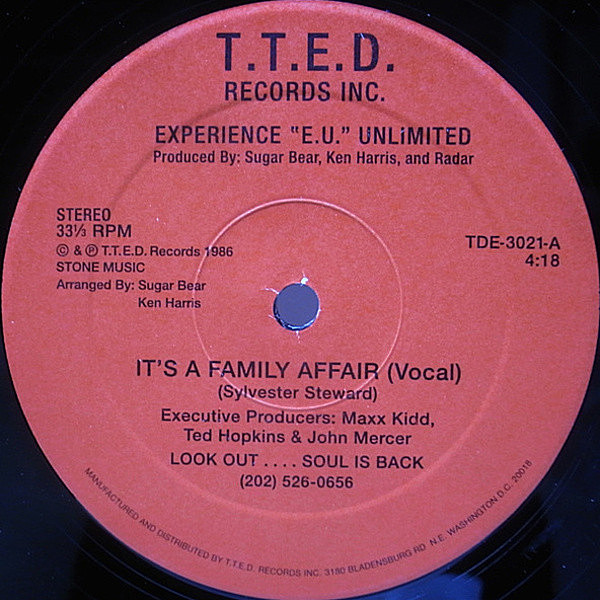 T.T.E.D.
RECORDS INC.
EXPERIENCE "E.U." UNLiMITED
Produced By: Sugar Bear, Ken Harris, and Radar
STEREO
33⅓ RPM
© & ℗ T.T.E.D. Records 1986
STONE MUSIC
Arranged By: Sugar Bear
Ken Harris
TDE-3021-A
4:18
IT'S A FAMILY AFFAIR (Vocal)
(Sylvester Steward)
Executive Producers: Maxx Kidd,
Ted Hopkins & John Mercer
LOOK OUT .... SOUL IS BACK
(202) 526-0656
MANUFACTURED AND DISTRIBUTED BY T.T.E.D. RECORDS INC. 3180 BLADENSBURG RD N.E. WASHINGTON D.C. 20018